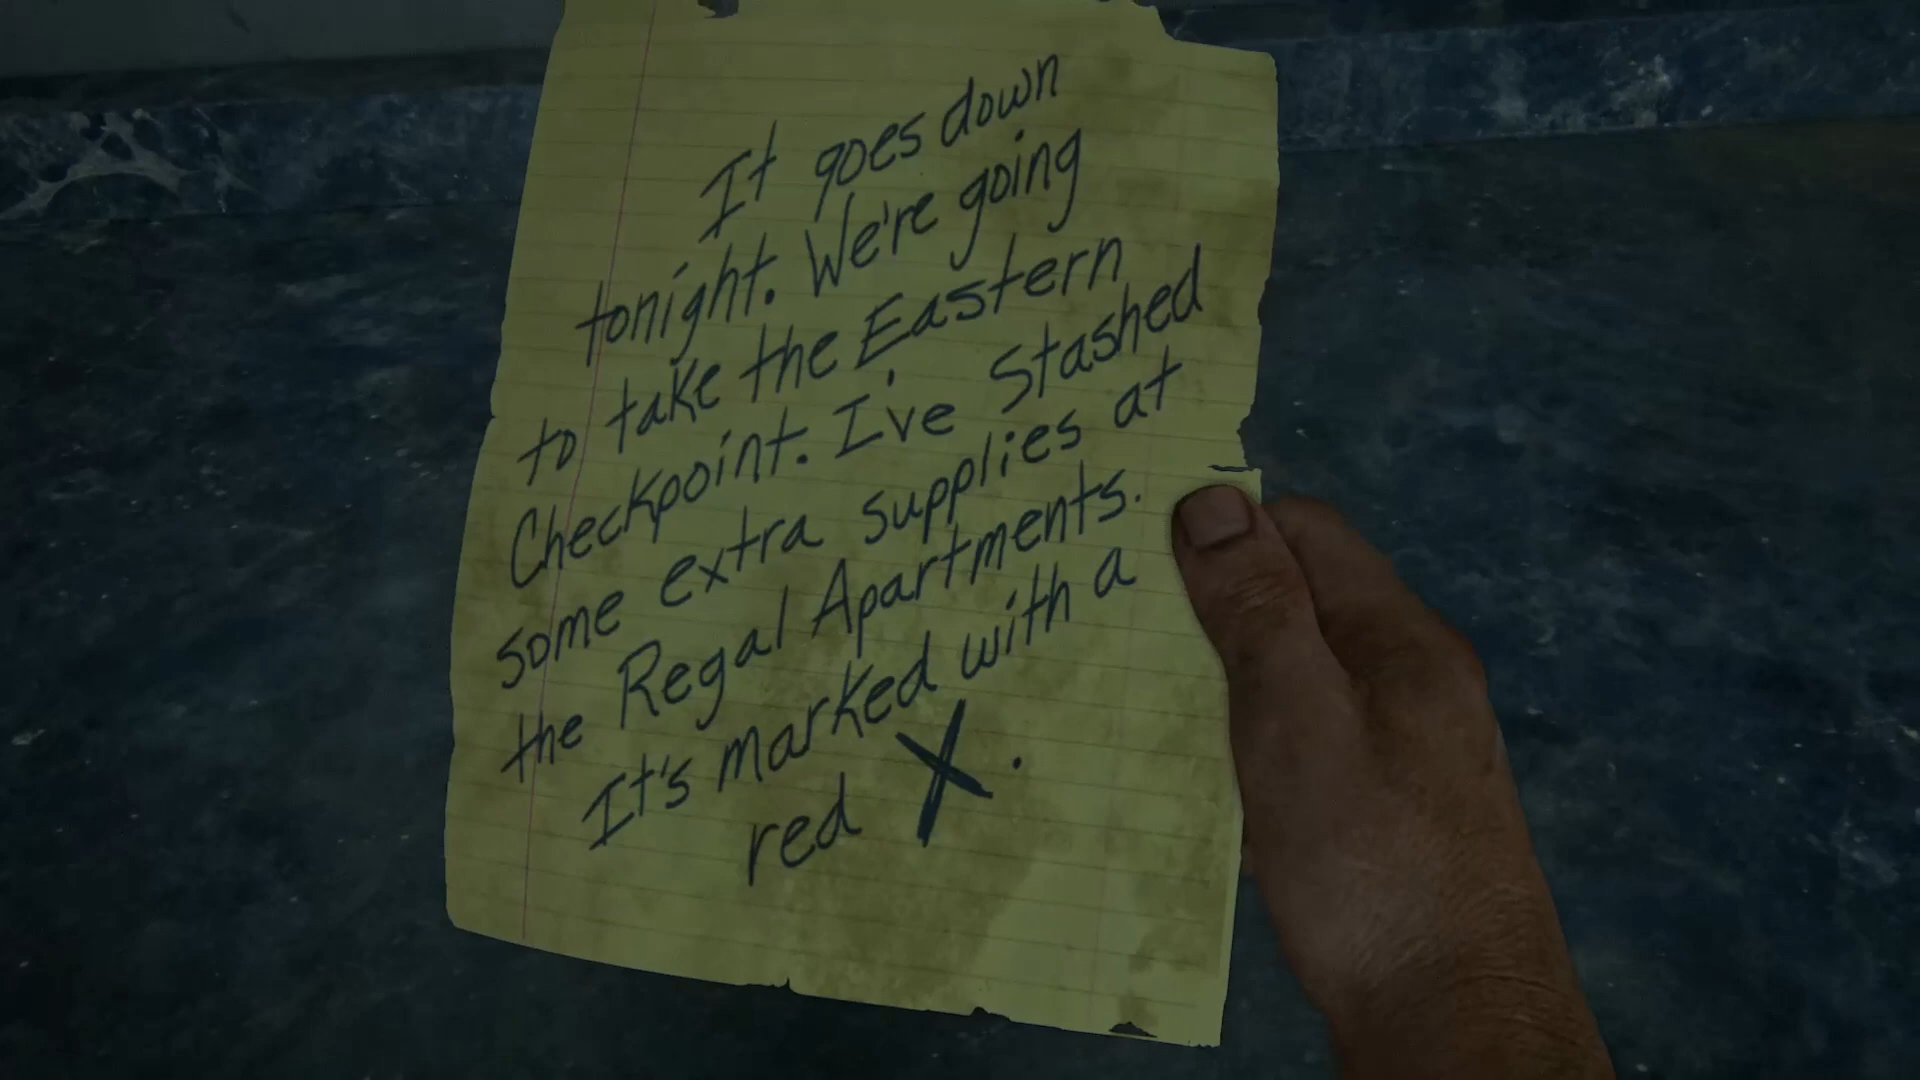 It goes down
tonight. We're going
to take the Eastern
Checkpoint. I've Stashed
some extra supplies at
the Regal Apartments.
It's marked with a
red X.